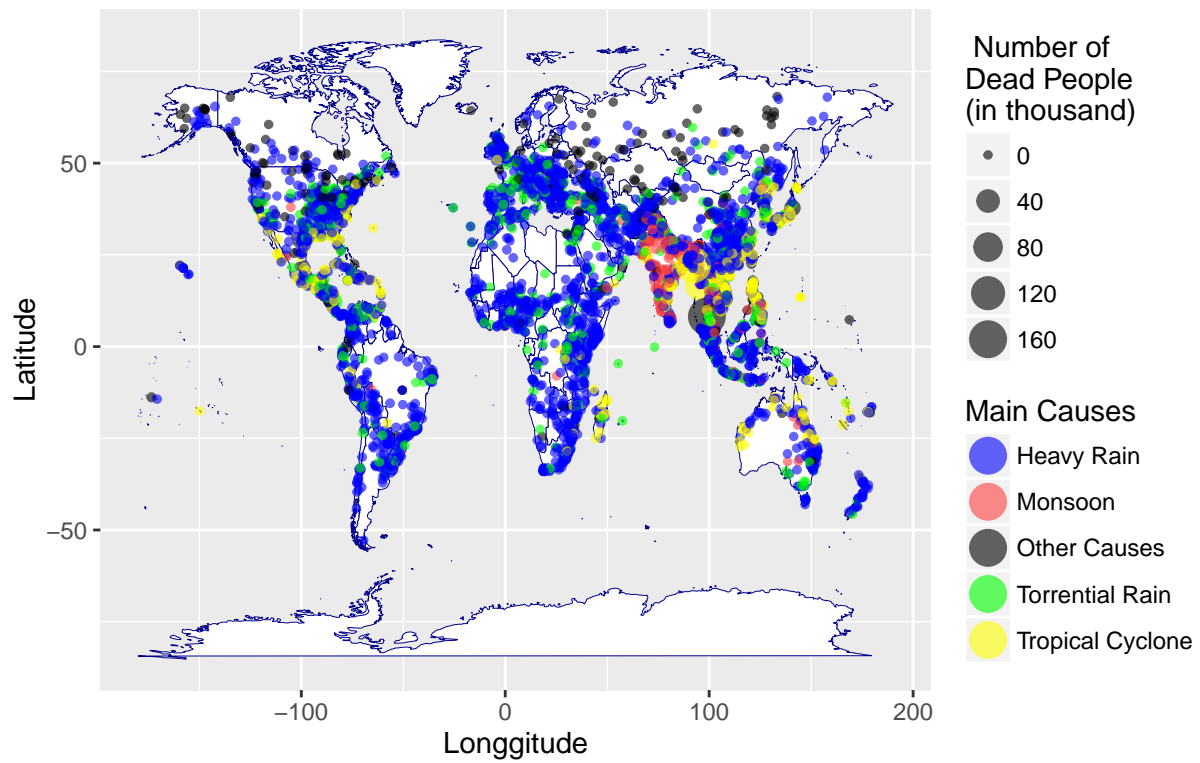 50
0
−50
Latitude
−100
0
100
200
Longgitude
Number of
Dead People
(in thousand)
0
40
80
120
160
Main Causes
Heavy Rain
Monsoon
Other Causes
Torrential Rain
Tropical Cyclone